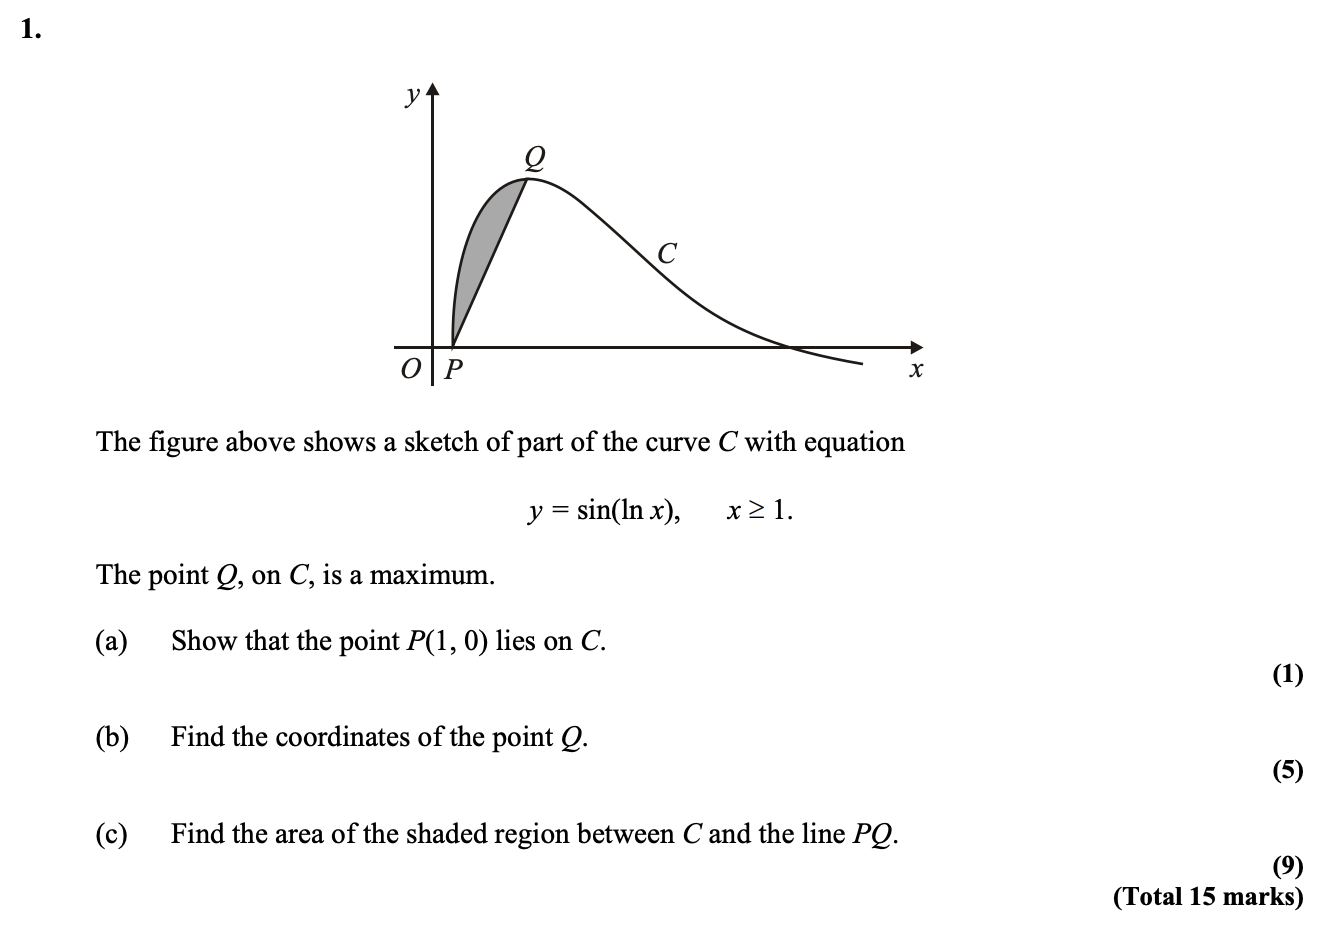 1.
y
Q
C
O P x
The figure above shows a sketch of part of the curve C with equation
y = sin(ln x), x ≥ 1.
The point Q, on C, is a maximum.
(a) Show that the point P(1, 0) lies on C.
(1)
(b) Find the coordinates of the point Q.
(5)
(c) Find the area of the shaded region between C and the line PQ.
(9)
(Total 15 marks)